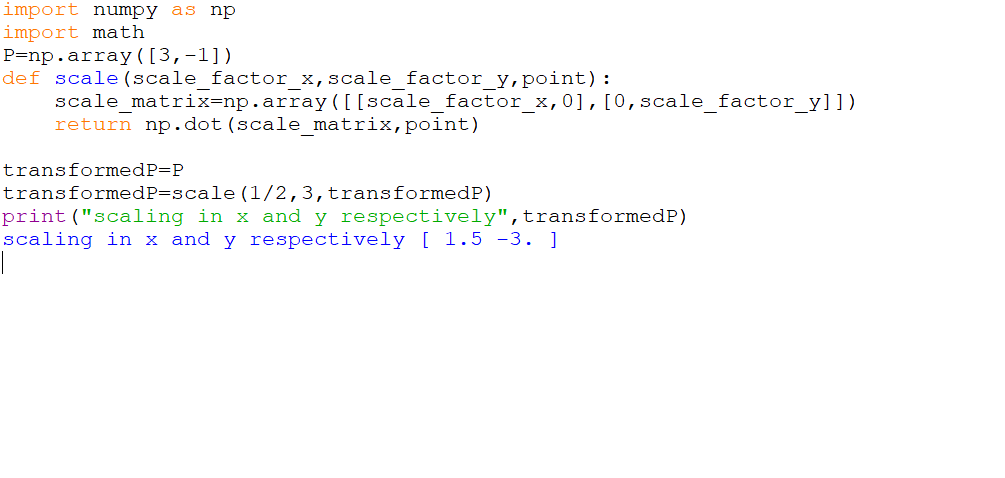 import numpy as np
import math
P=np.array([3,-1])
def scale(scale_factor_x,scale_factor_y,point):
    scale_matrix=np.array([[scale_factor_x,0],[0,scale_factor_y]])
    return np.dot(scale_matrix,point)
transformedP=P
transformedP=scale(1/2,3,transformedP)
print("scaling in x and y respectively",transformedP)
scaling in x and y respectively [ 1.5 -3. ]